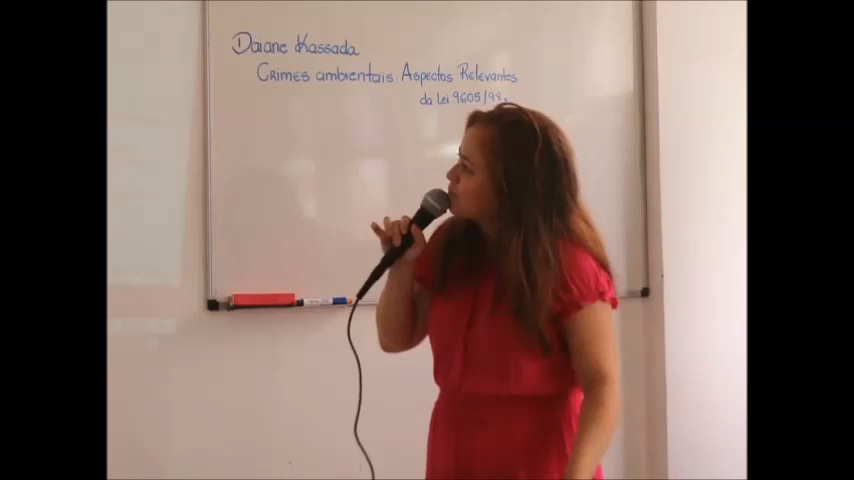 Daiane Kassada
Crimes ambientais. Aspectos Relevantes
da Lei 9605/98.